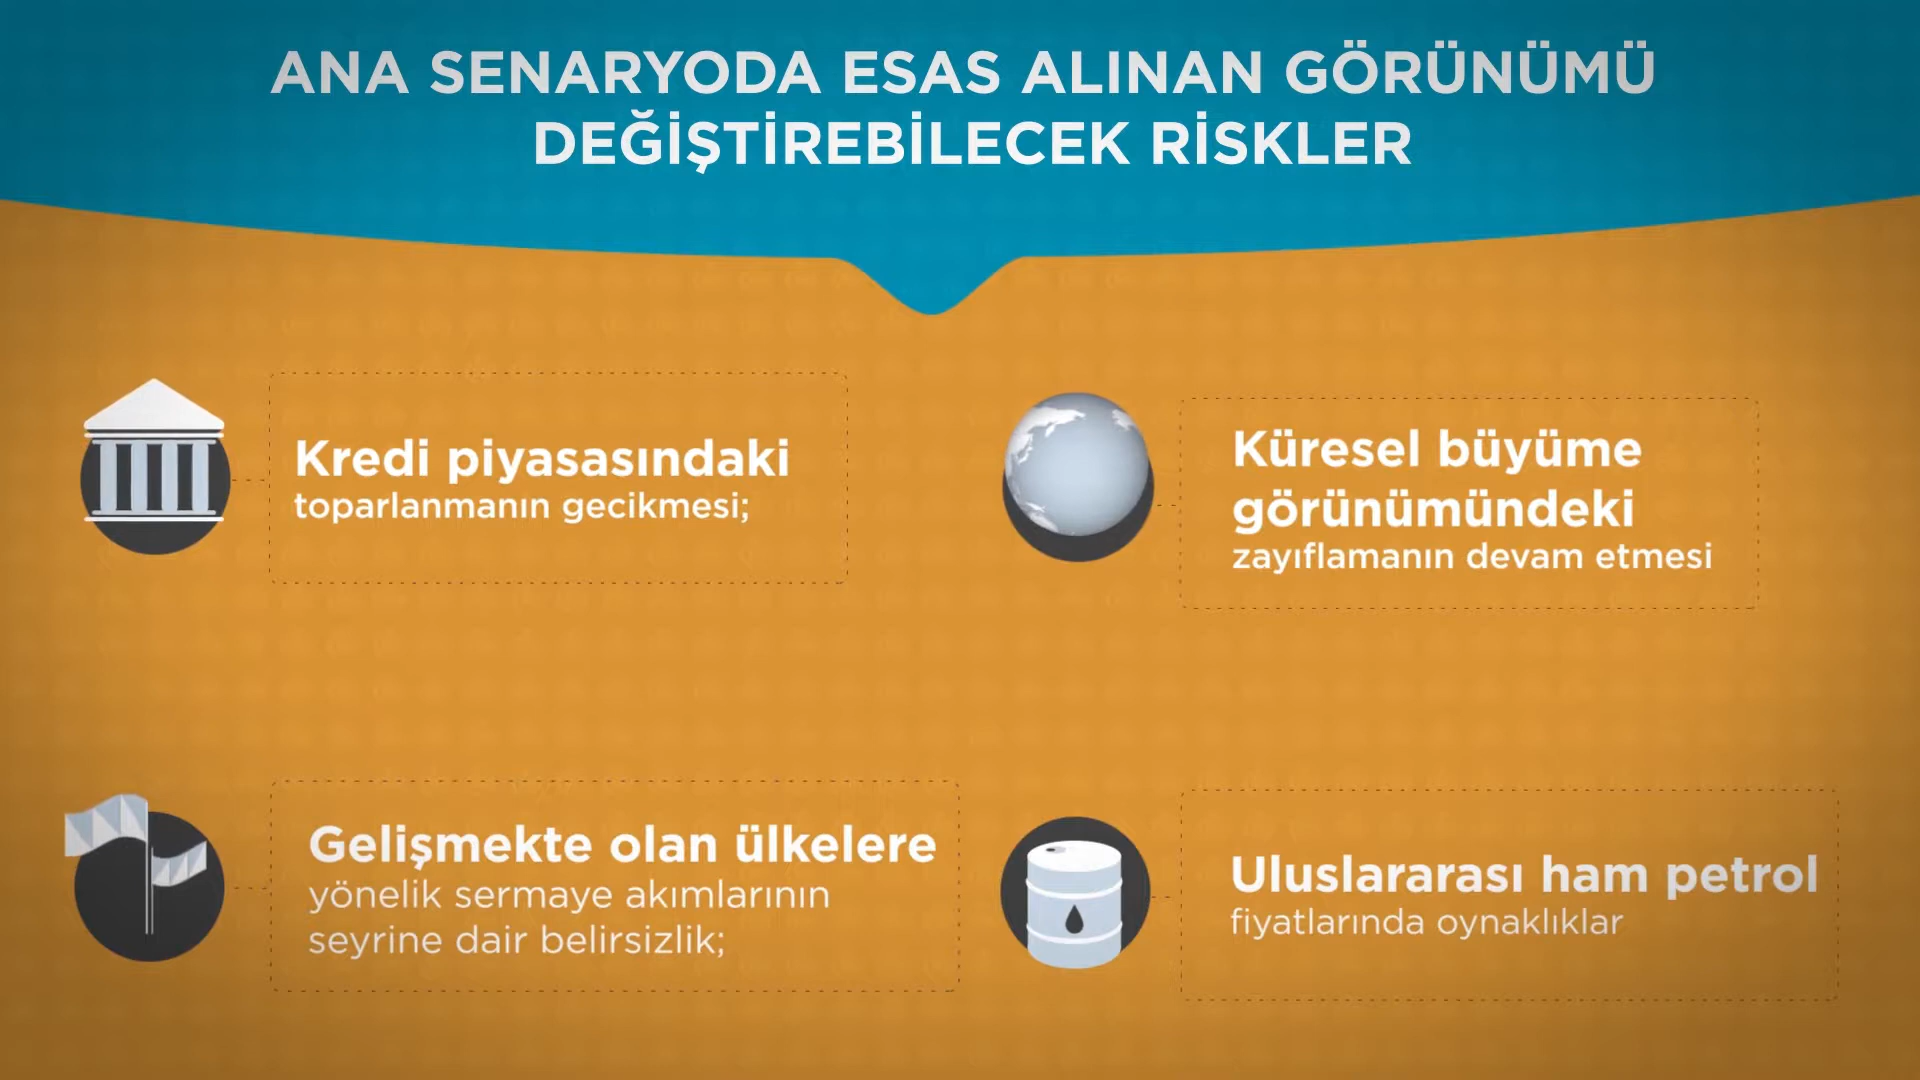 ANA SENARYODA ESAS ALINAN GÖRÜNÜMÜ
DEĞİŞTİREBİLECEK RİSKLER
Kredi piyasasındaki
toparlanmanın gecikmesi;
Küresel büyüme
görünümündeki
zayıflamanın devam etmesi
Gelişmekte olan ülkelere
yönelik sermaye akımlarının
seyrine dair belirsizlik;
Uluslararası ham petrol
fiyatlarında oynaklıklar